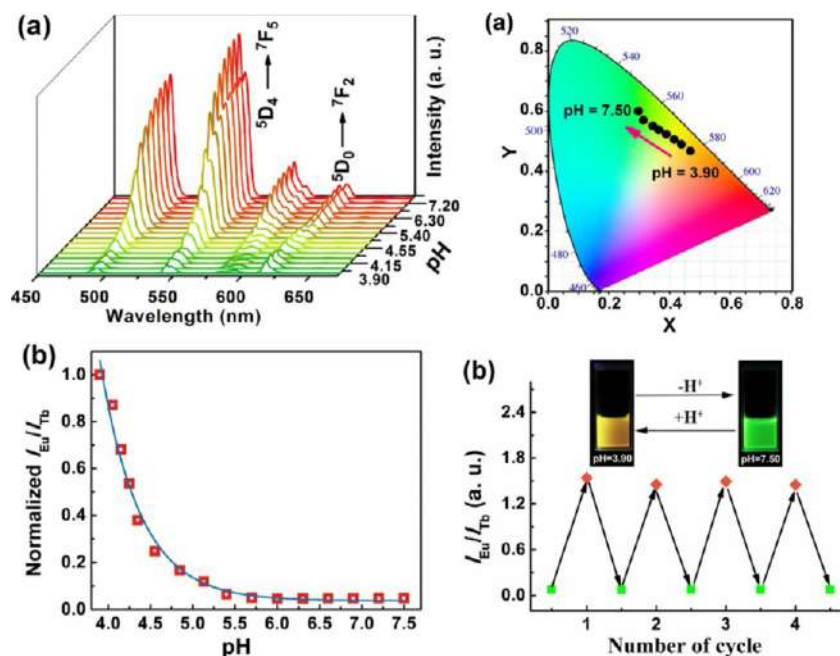 (a)
⁵D₄ → ⁷F₅
⁵D₀ → ⁷F₂
Intensity (a. u.)
7.20
6.30
5.40
4.55
4.15
3.90
pH
450 500 550 600 650
Wavelength (nm)
(a)
0.8
0.6
0.4
0.2
0.0
Y
520
540
560
580
600
620
500
480
460
pH = 7.50
pH = 3.90
0.0 0.2 0.4 0.6 0.8
X
(b)
1.0
0.8
0.6
0.4
0.2
0.0
Normalized I_Eu/I_Tb
4.0 4.5 5.0 5.5 6.0 6.5 7.0 7.5
pH
(b)
2.4
1.8
1.2
0.6
0.0
I_Eu/I_Tb (a. u.)
-H⁺
+H⁺
pH=3.90
pH=7.50
1 2 3 4
Number of cycle